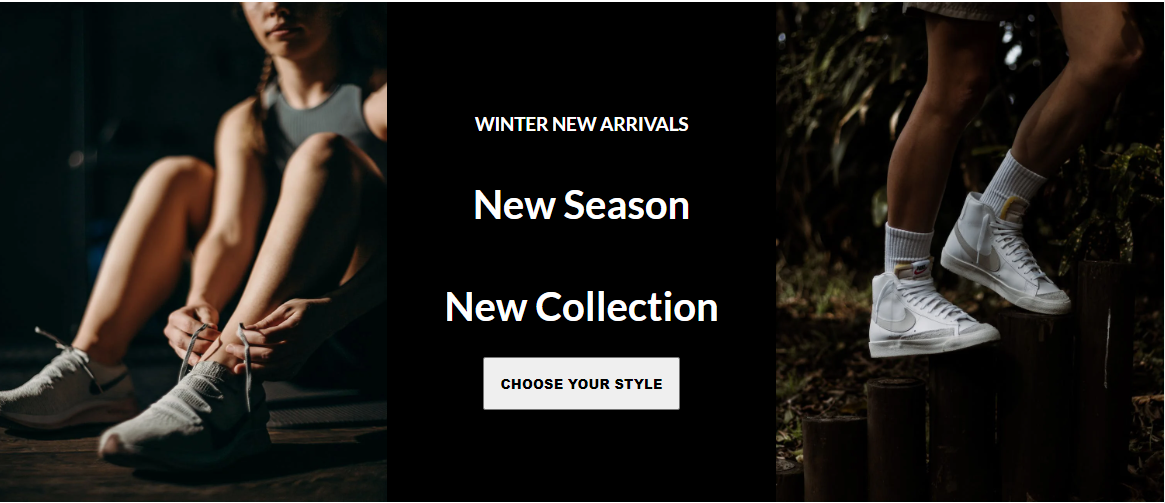 WINTER NEW ARRIVALS
New Season
New Collection
CHOOSE YOUR STYLE